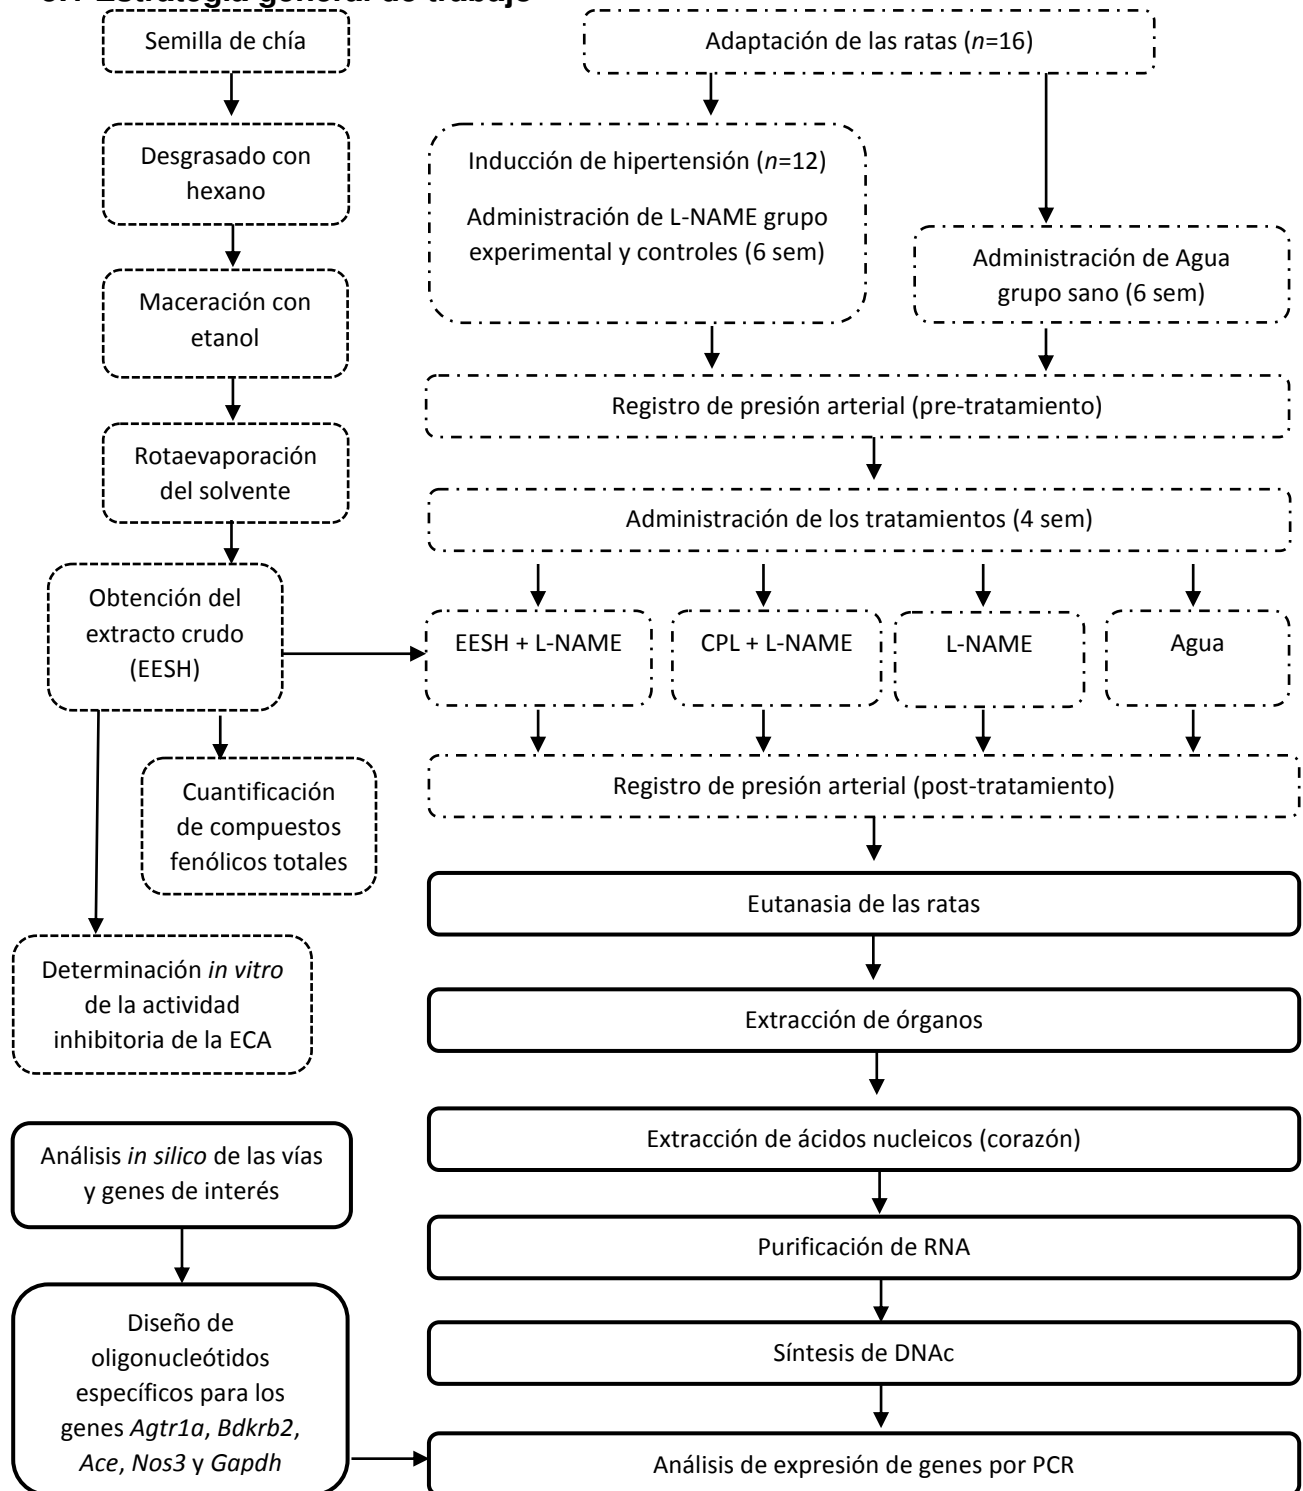 Semilla de chía
Desgrasado con
hexano
Maceración con
etanol
Rotaevaporación
del solvente
Obtención del
extracto crudo
(EESH)
Cuantificación
de compuestos
fenólicos totales
Determinación in vitro
de la actividad
inhibitoria de la ECA
Análisis in silico de las vías
y genes de interés
Diseño de
oligonucleótidos
específicos para los
genes Agtr1a, Bdkrb2,
Ace, Nos3 y Gapdh
Adaptación de las ratas (n=16)
Inducción de hipertensión (n=12)
Administración de L-NAME grupo
experimental y controles (6 sem)
Administración de Agua
grupo sano (6 sem)
Registro de presión arterial (pre-tratamiento)
Administración de los tratamientos (4 sem)
EESH + L-NAME
CPL + L-NAME
L-NAME
Agua
Registro de presión arterial (post-tratamiento)
Eutanasia de las ratas
Extracción de órganos
Extracción de ácidos nucleicos (corazón)
Purificación de RNA
Síntesis de DNAc
Análisis de expresión de genes por PCR